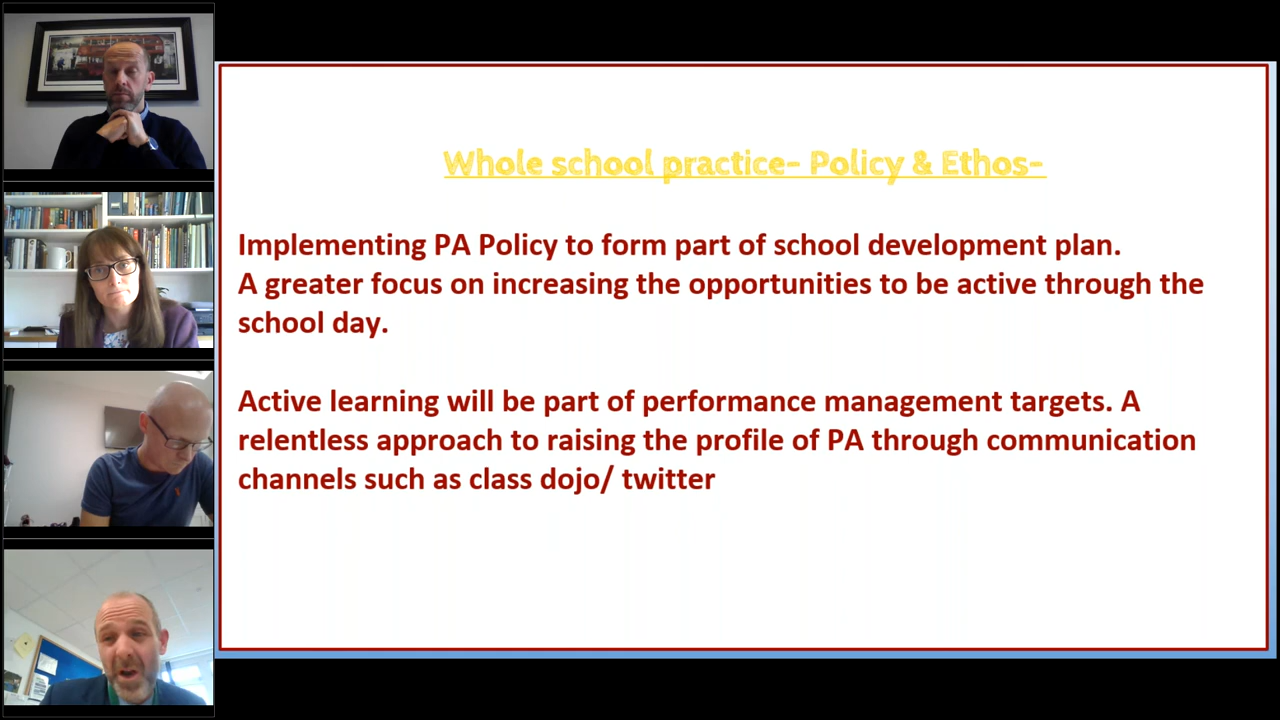 Whole school practice- Policy & Ethos-
Implementing PA Policy to form part of school development plan.
A greater focus on increasing the opportunities to be active through the
school day.
Active learning will be part of performance management targets. A
relentless approach to raising the profile of PA through communication
channels such as class dojo/ twitter